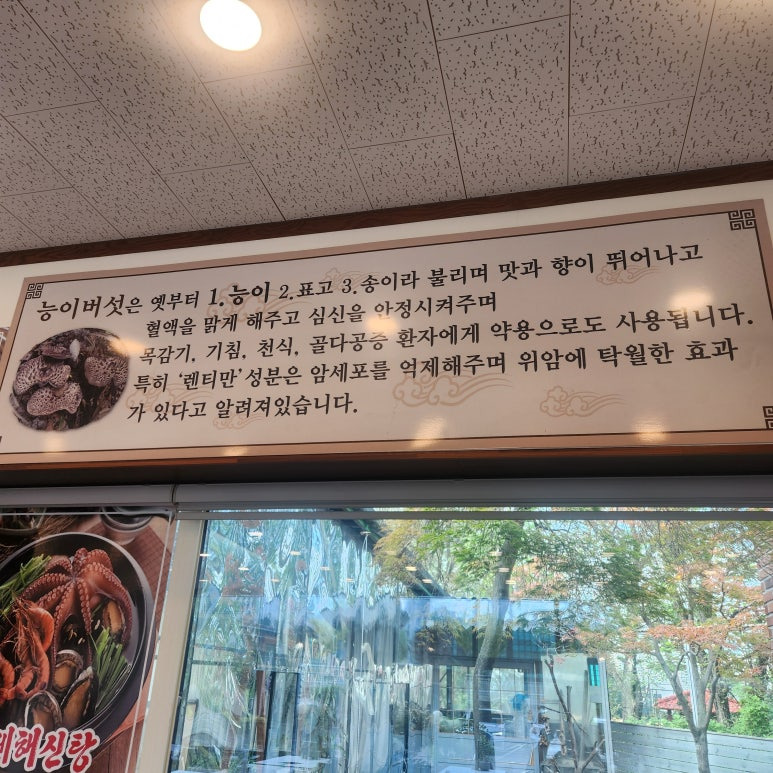 능이버섯은 옛부터 1.능이 2.표고 3.송이라 불리며 맛과 향이 뛰어나고
혈액을 맑게 해주고 심신을 안정시켜주며
목감기, 기침, 천식, 골다공증 환자에게 약용으로도 사용됩니다.
특히 '렌티만'성분은 암세포를 억제해주며 위암에 탁월한 효과
가 있다고 알려져있습니다.
해신탕